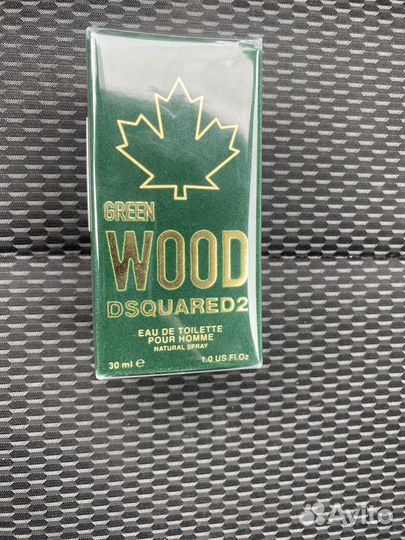 GREEN
WOOD
DSQUARED2
EAU DE TOILETTE
POUR HOMME
NATURAL SPRAY
30 ml e 1.0 US Fl.Oz
Avito